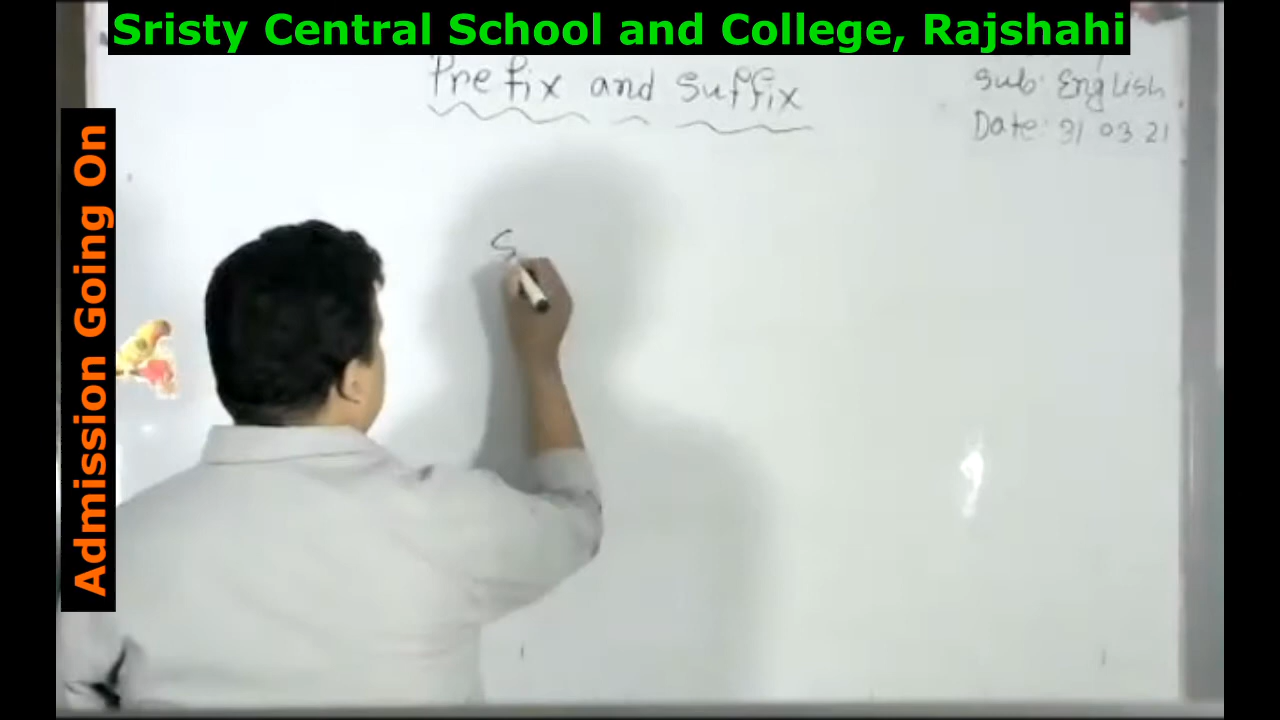 Sristy Central School and College, Rajshahi
Admission Going On
Prefix and Suffix
Sub: English
Date: 31 03 21
S